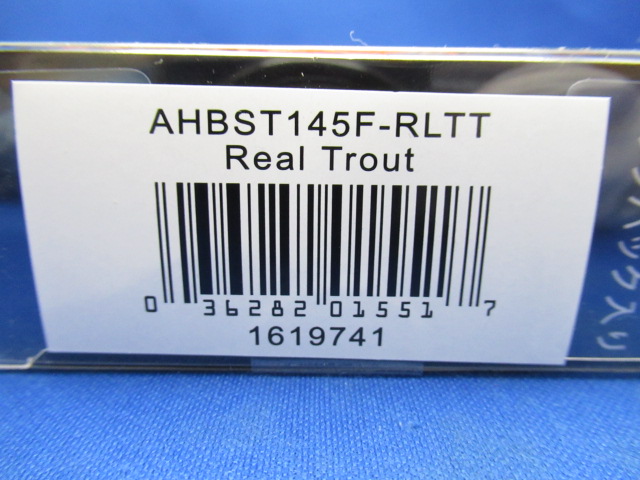 AHBST145F-RLTT
Real Trout
0 36282 01551 7
1619741